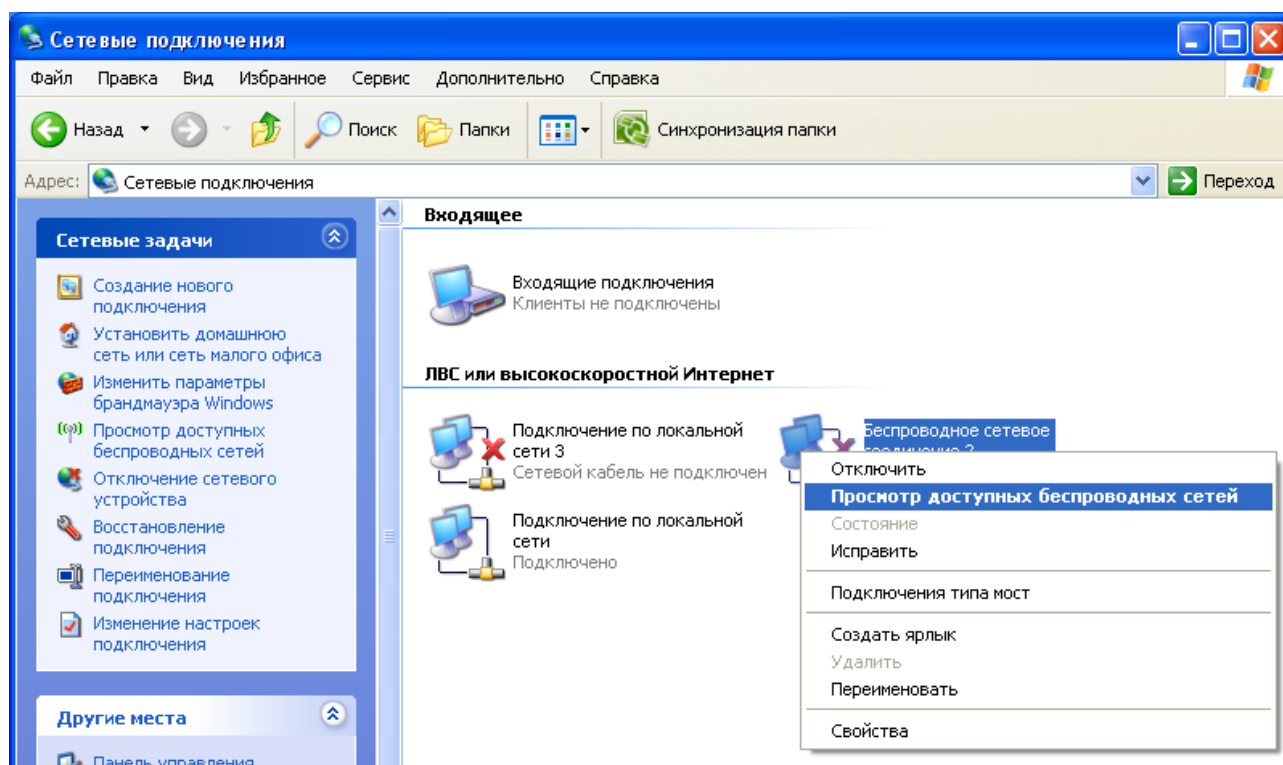 Сетевые подключения
Файл Правка Вид Избранное Сервис Дополнительно Справка
Назад Поиск Папки Синхронизация папки
Адрес: Сетевые подключения Переход
Сетевые задачи
Создание нового
подключения
Установить домашнюю
сеть или сеть малого офиса
Изменить параметры
брандмауэра Windows
Просмотр доступных
беспроводных сетей
Отключение сетевого
устройства
Восстановление
подключения
Переименование
подключения
Изменение настроек
подключения
Другие места
Панель управления
Входящее
Входящие подключения
Клиенты не подключены
ЛВС или высокоскоростной Интернет
Подключение по локальной
сети 3
Сетевой кабель не подключен
Беспроводное сетевое
соединение 2
Подключение по локальной
сети
Подключено
Отключить
Просмотр доступных беспроводных сетей
Состояние
Исправить
Подключения типа мост
Создать ярлык
Удалить
Переименовать
Свойства